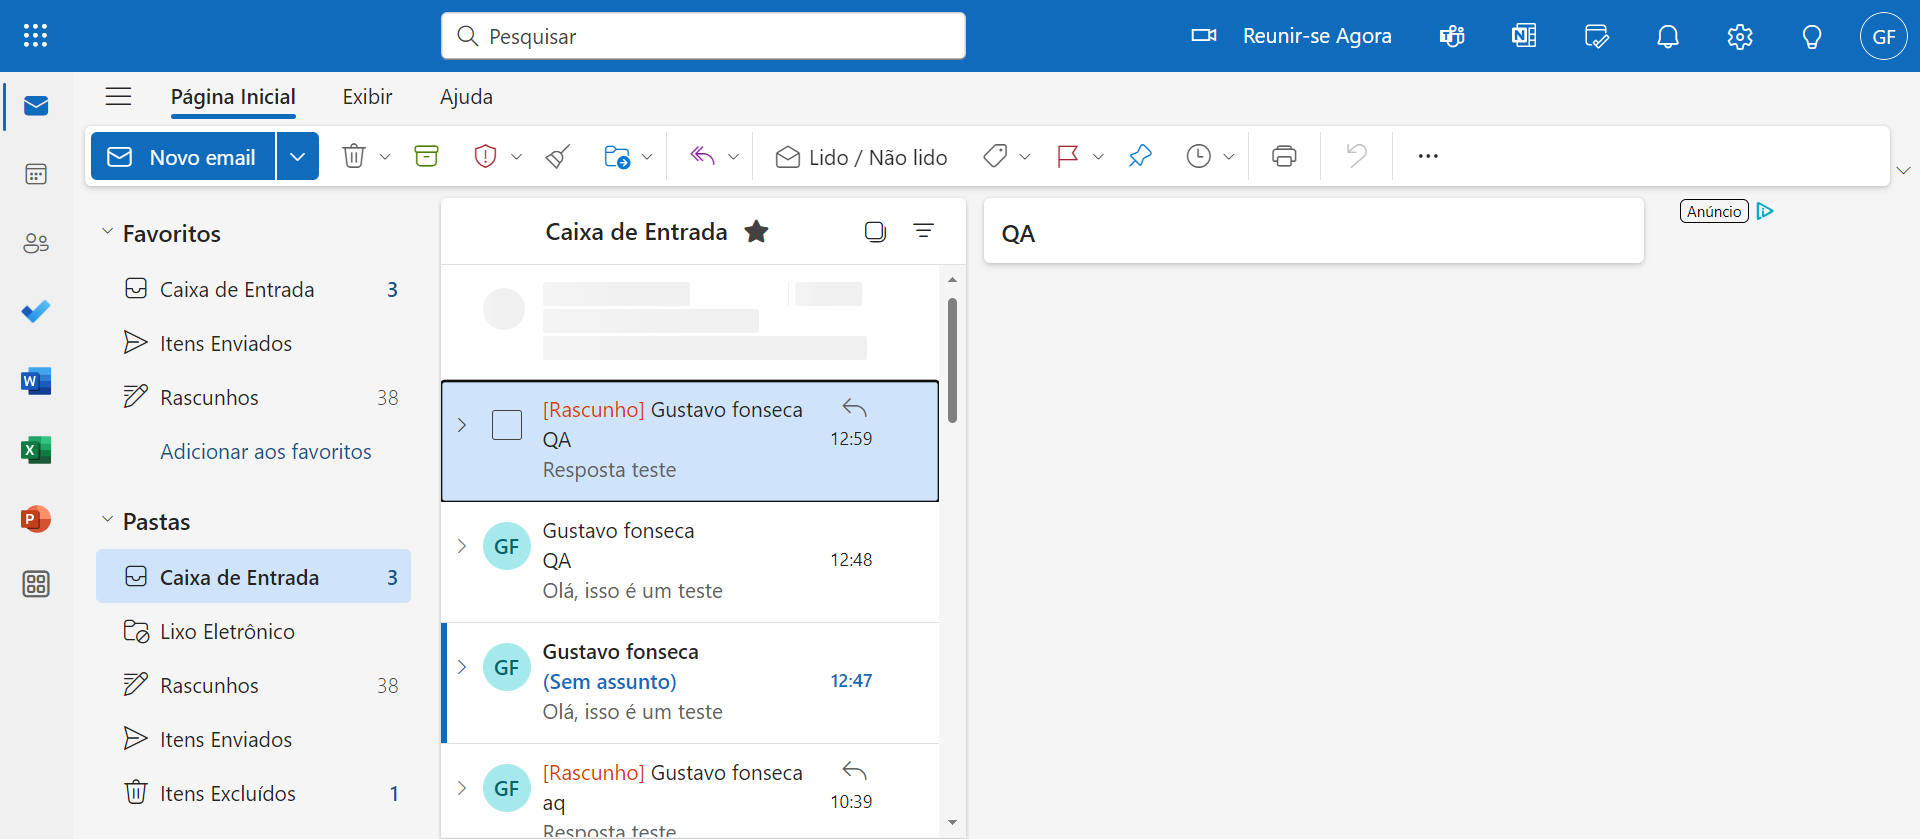 Pesquisar
Reunir-se Agora
GF
Página Inicial
Exibir
Ajuda
Novo email
Lido / Não lido
Favoritos
Caixa de Entrada 3
Itens Enviados
Rascunhos 38
Adicionar aos favoritos
Pastas
Caixa de Entrada 3
Lixo Eletrônico
Rascunhos 38
Itens Enviados
Itens Excluídos 1
Caixa de Entrada
[Rascunho] Gustavo fonseca
QA 12:59
Resposta teste
GF
Gustavo fonseca
QA 12:48
Olá, isso é um teste
GF
Gustavo fonseca
(Sem assunto) 12:47
Olá, isso é um teste
GF
[Rascunho] Gustavo fonseca
aq 10:39
Resposta teste
QA
Anúncio